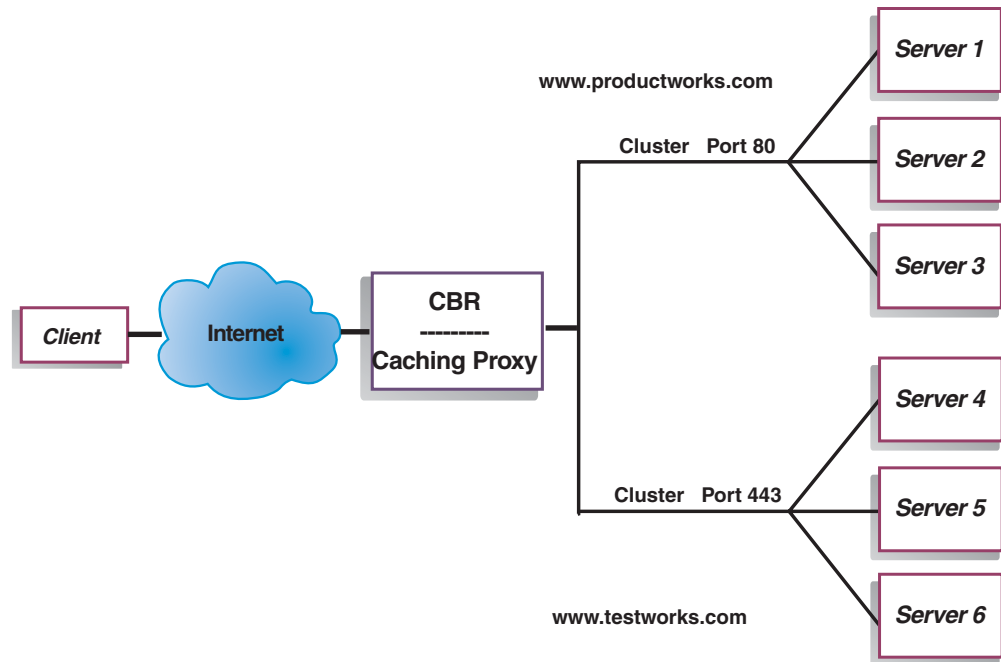 Server 1
www.productworks.com
Cluster Port 80
Server 2
Server 3
CBR
---------
Caching Proxy
Internet
Client
Server 4
Cluster Port 443
Server 5
www.testworks.com
Server 6